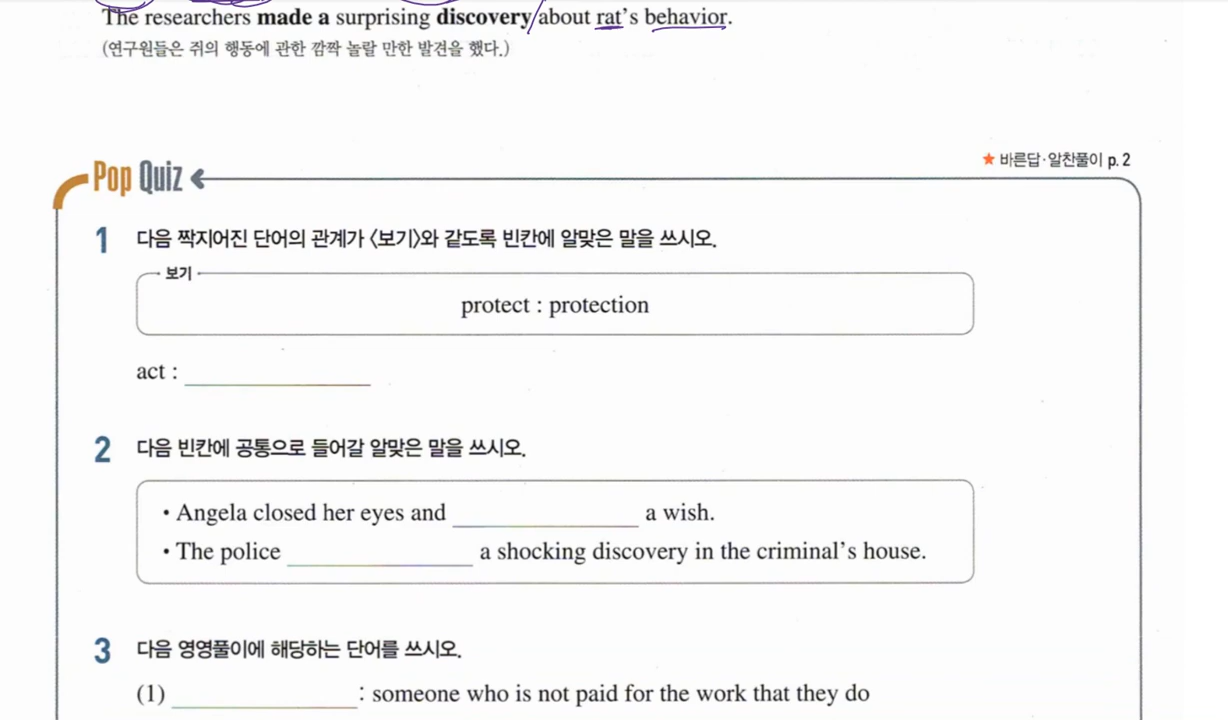 The researchers made a surprising discovery about rat's behavior.
(연구원들은 쥐의 행동에 관한 깜짝 놀랄 만한 발견을 했다.)
★ 바른답·알찬풀이 p. 2
Pop Quiz
1 다음 짝지어진 단어의 관계가 〈보기〉와 같도록 빈칸에 알맞은 말을 쓰시오.
보기
protect : protection
act : ____________
2 다음 빈칸에 공통으로 들어갈 알맞은 말을 쓰시오.
• Angela closed her eyes and ____________ a wish.
• The police ____________ a shocking discovery in the criminal's house.
3 다음 영영풀이에 해당하는 단어를 쓰시오.
(1) ____________ : someone who is not paid for the work that they do